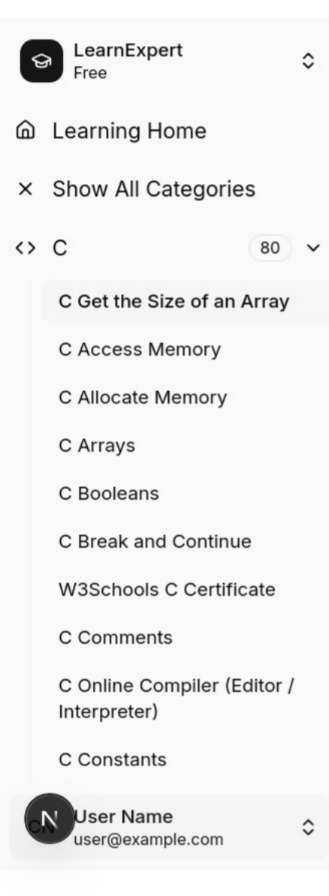 LearnExpert
Free
Learning Home
Show All Categories
C
80
C Get the Size of an Array
C Access Memory
C Allocate Memory
C Arrays
C Booleans
C Break and Continue
W3Schools C Certificate
C Comments
C Online Compiler (Editor /
Interpreter)
C Constants
N
User Name
user@example.com